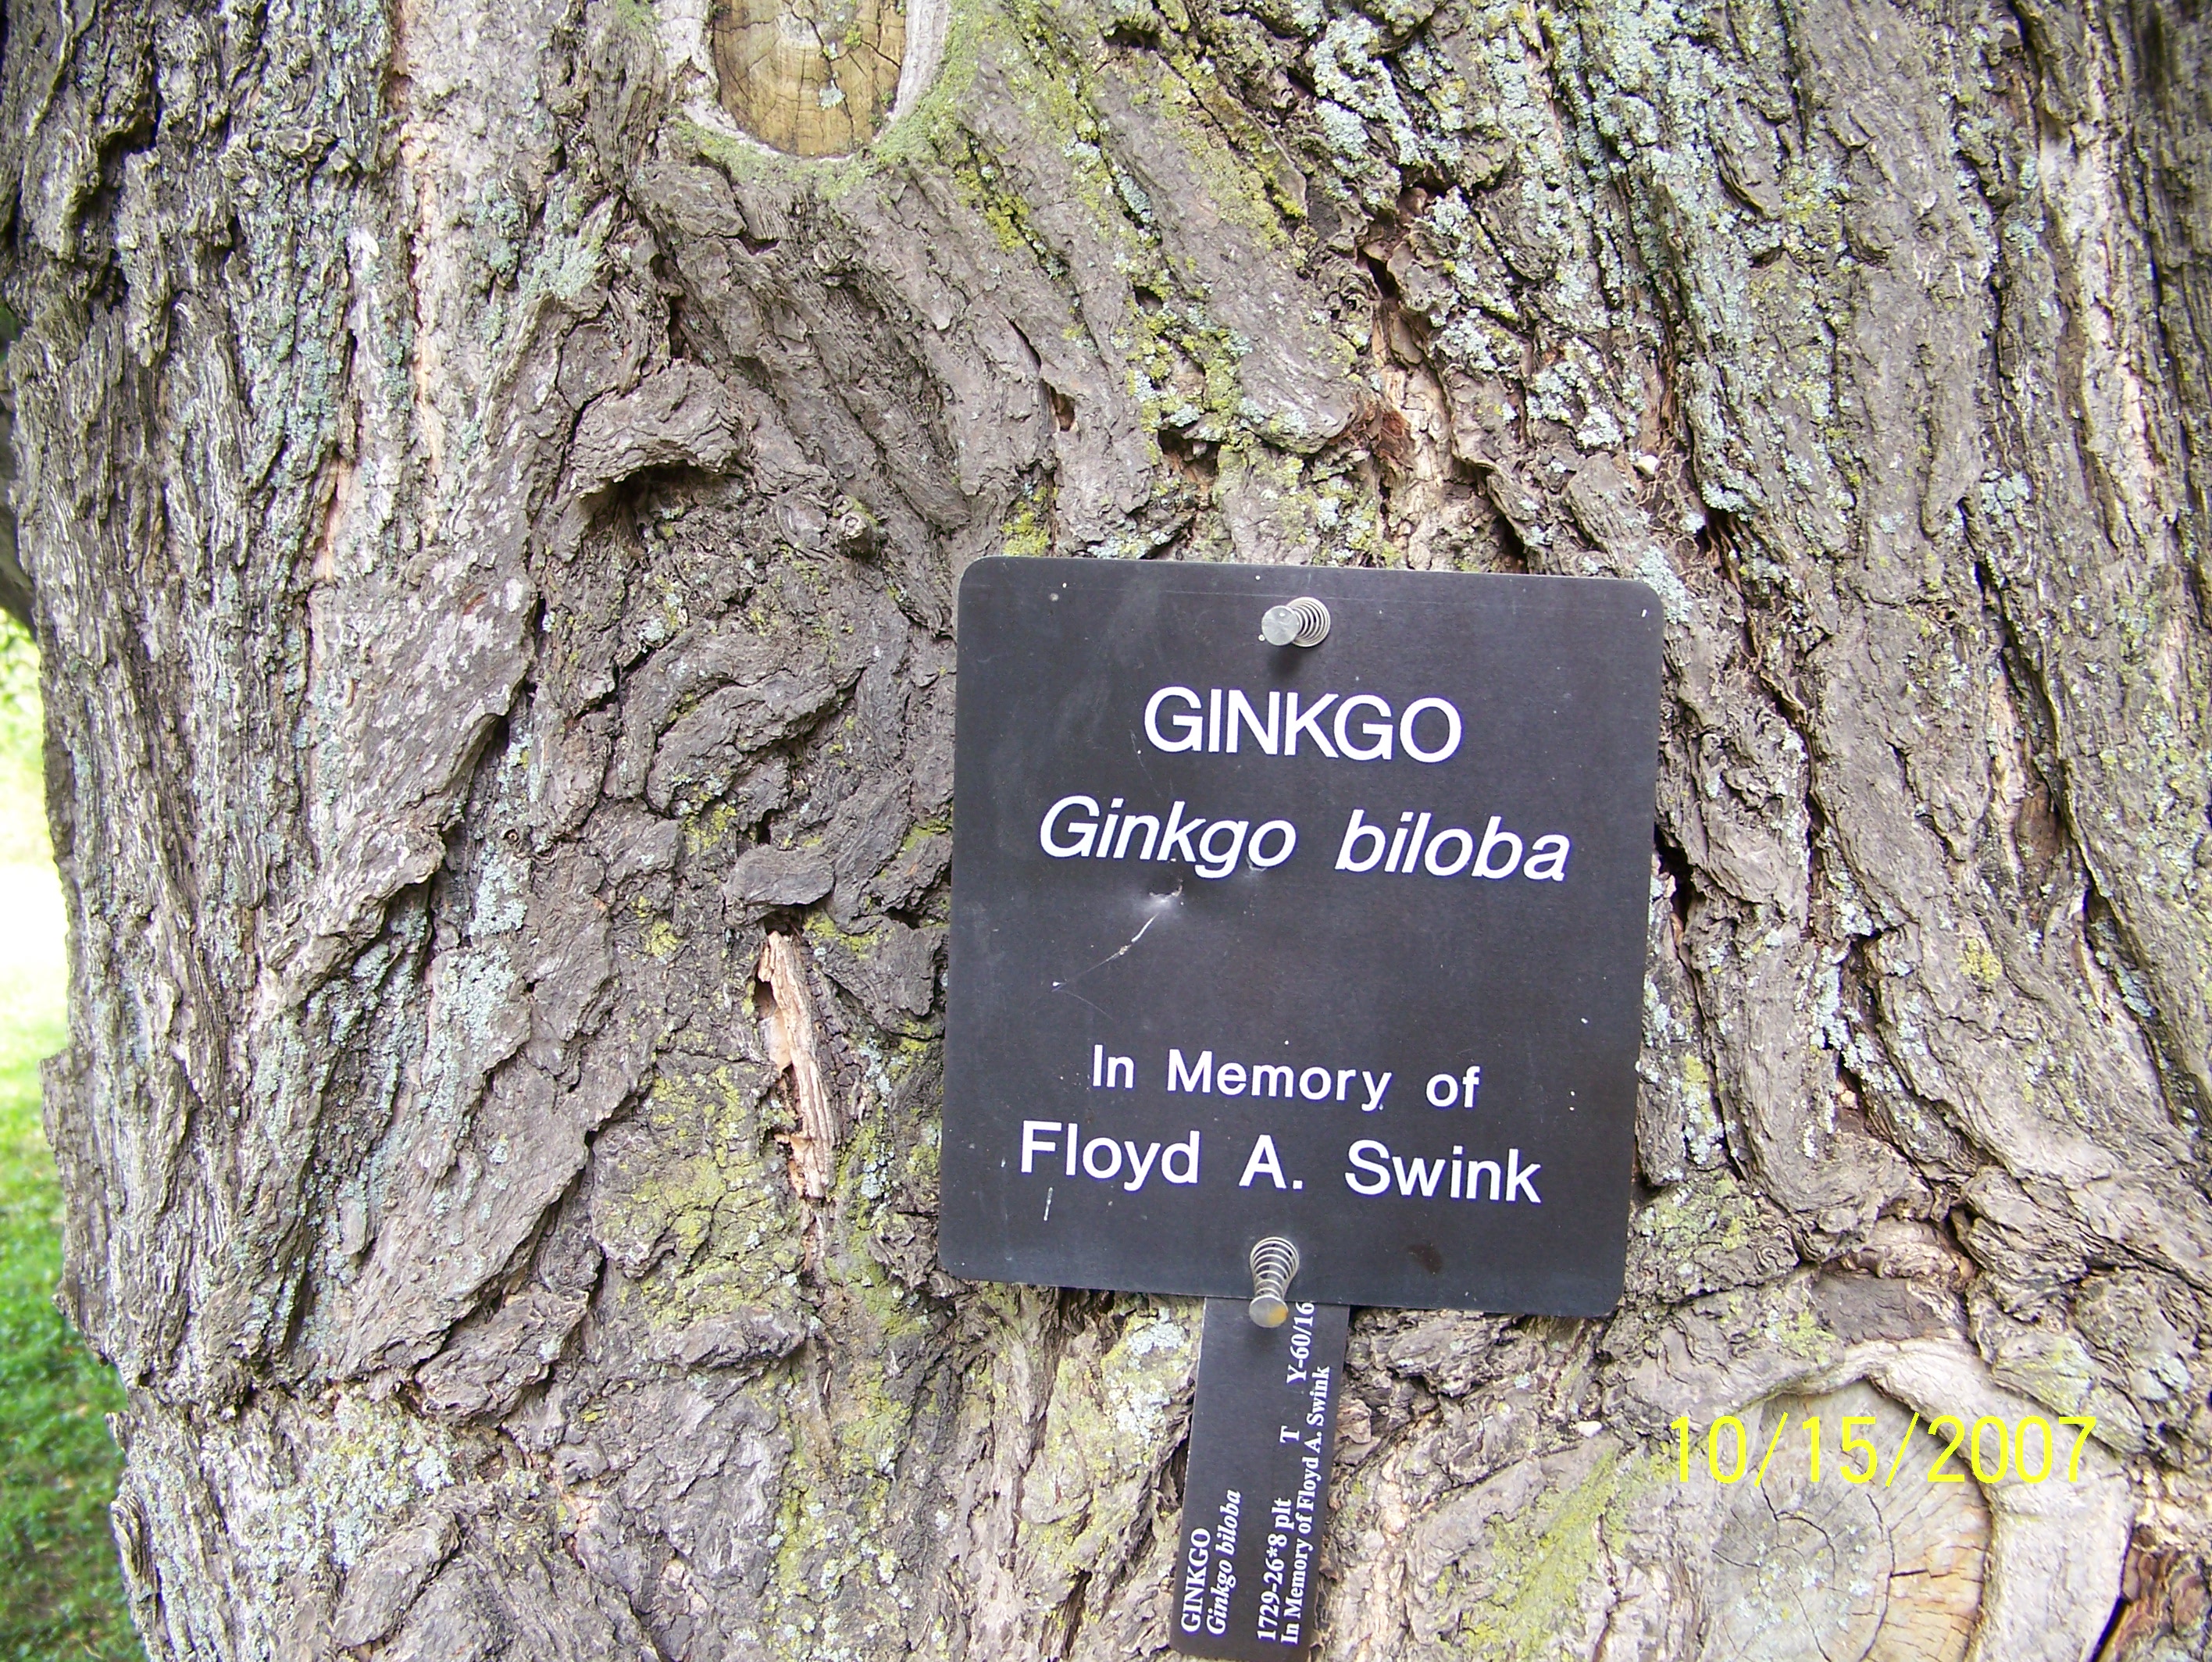 GINKGO
Ginkgo biloba
In Memory of
Floyd A. Swink
GINKGO
Ginkgo biloba
1729-26*8 plt T Y-60/16
In Memory of Floyd A. Swink
10/15/2007